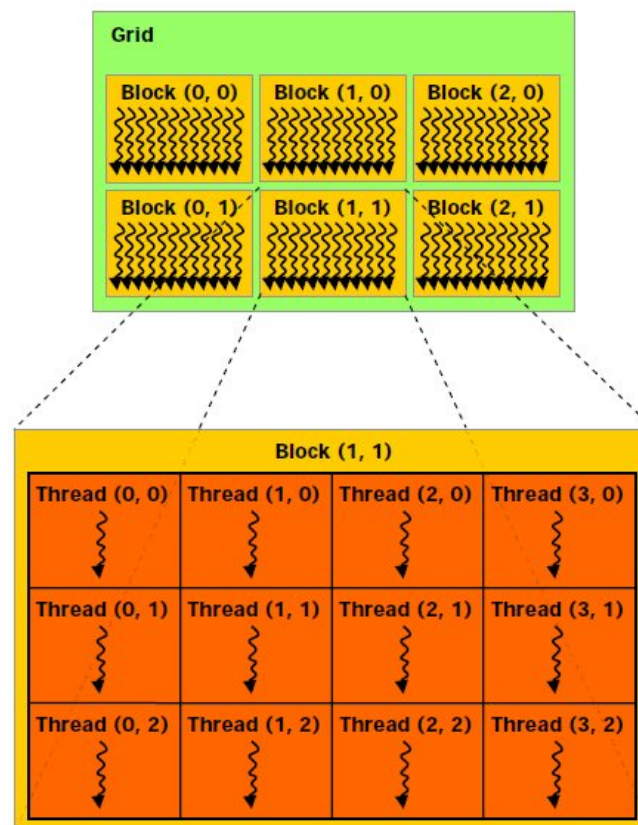 Grid
Block (0, 0) Block (1, 0) Block (2, 0)
Block (0, 1) Block (1, 1) Block (2, 1)
Block (1, 1)
Thread (0, 0) Thread (1, 0) Thread (2, 0) Thread (3, 0)
Thread (0, 1) Thread (1, 1) Thread (2, 1) Thread (3, 1)
Thread (0, 2) Thread (1, 2) Thread (2, 2) Thread (3, 2)